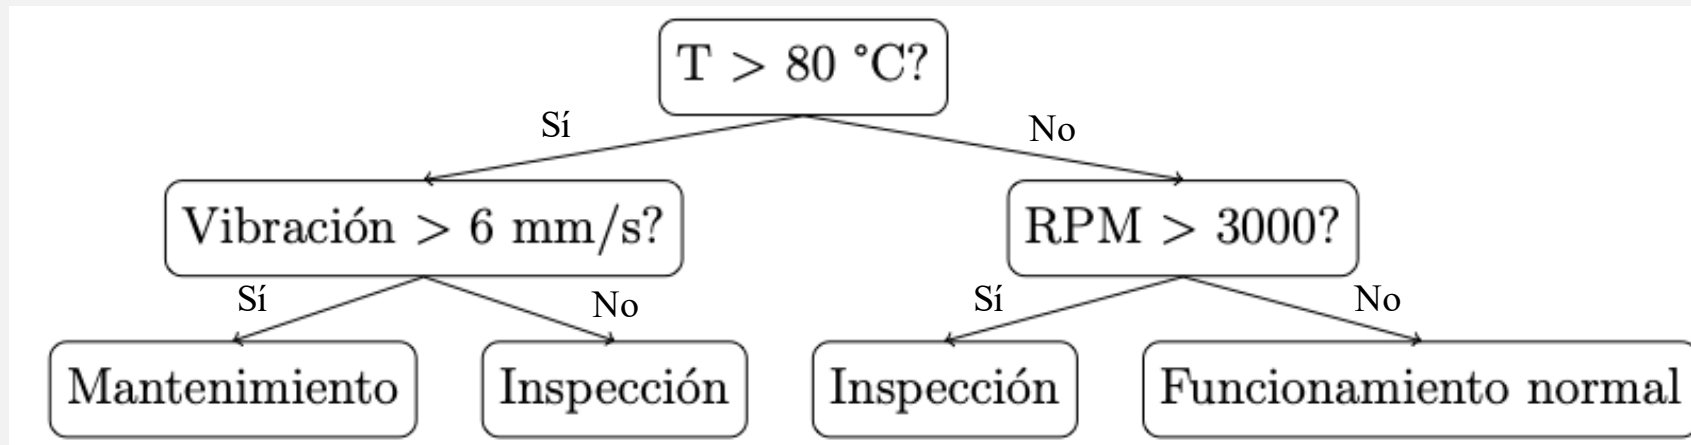 T > 80 °C?
Sí
No
Vibración > 6 mm/s?
RPM > 3000?
Sí
No
Sí
No
Mantenimiento
Inspección
Inspección
Funcionamiento normal